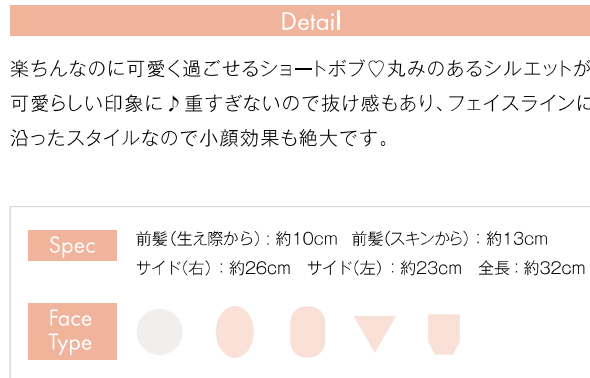 Detail
楽ちんなのに可愛く過ごせるショートボブ♡丸みのあるシルエットが
可愛らしい印象に♪重すぎないので抜け感もあり、フェイスラインに
沿ったスタイルなので小顔効果も絶大です。
Spec
前髪（生え際から）：約10cm 前髪（スキンから）：約13cm
サイド（右）：約26cm サイド（左）：約23cm 全長：約32cm
Face
Type